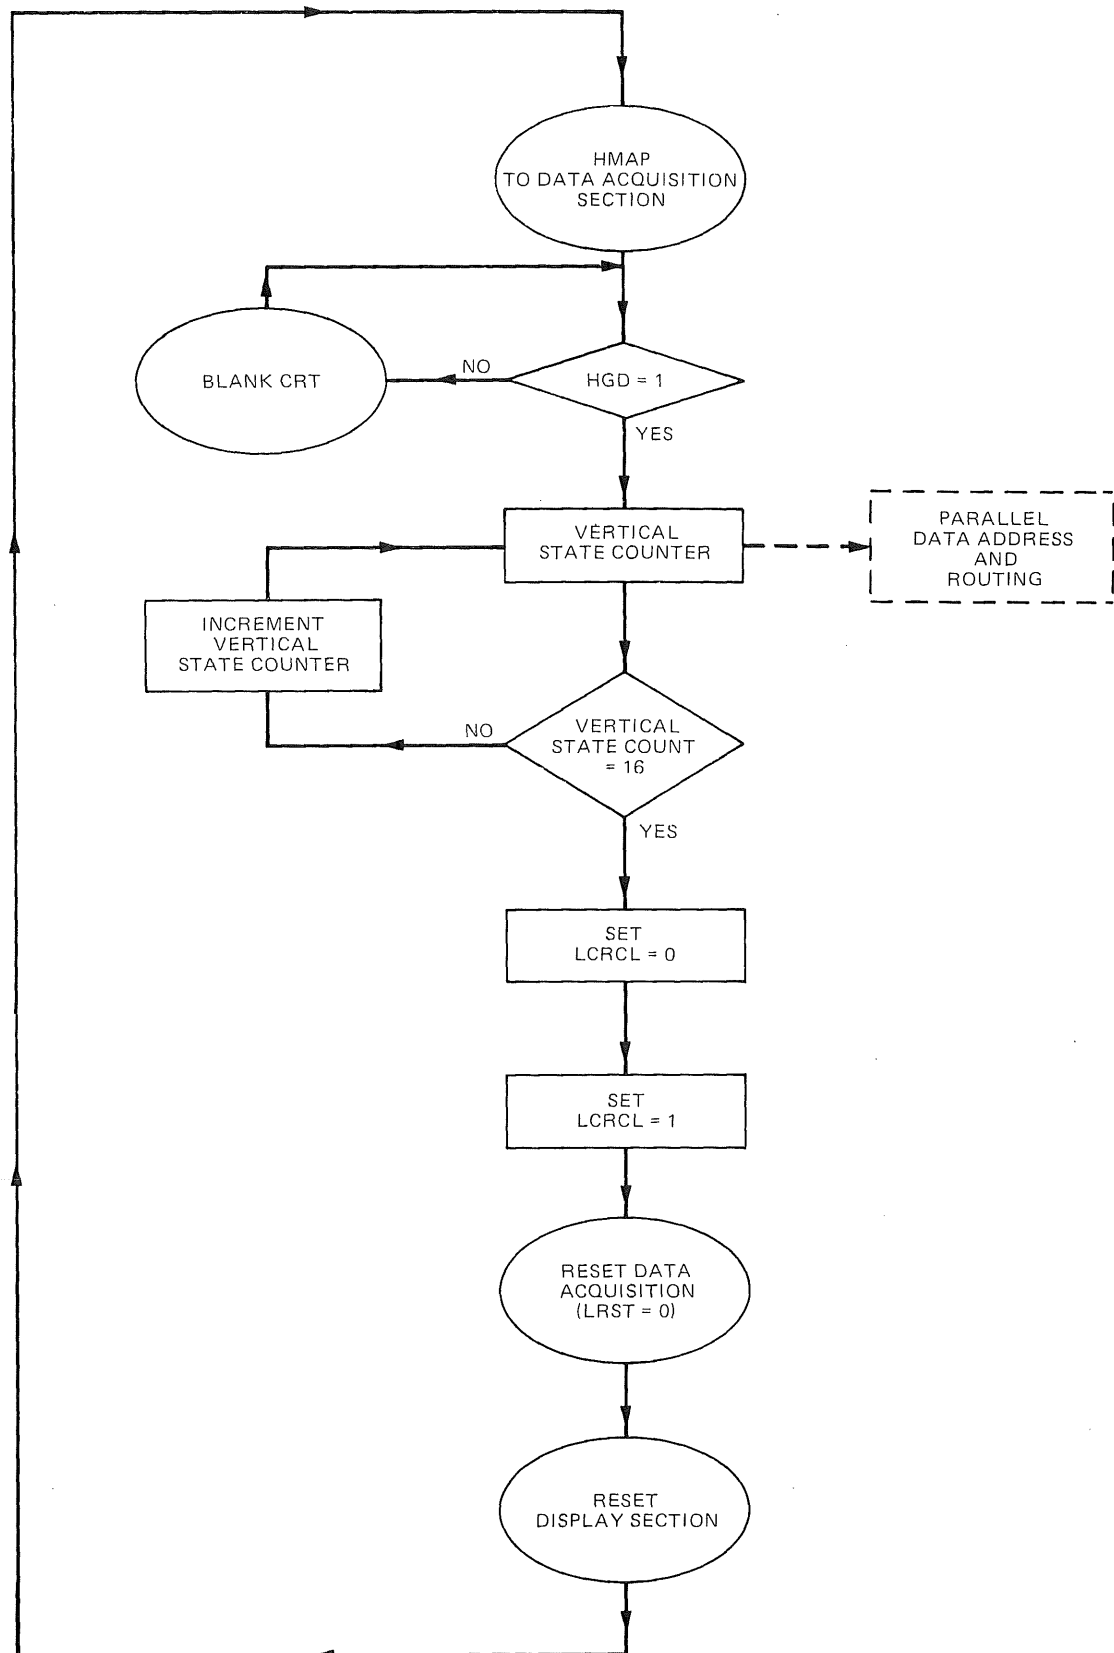 HMAP
TO DATA ACQUISITION
SECTION
NO
BLANK CRT
HGD = 1
YES
VERTICAL
STATE COUNTER
PARALLEL
DATA ADDRESS
AND
ROUTING
INCREMENT
VERTICAL
STATE COUNTER
NO
VERTICAL
STATE COUNT
= 16
YES
SET
LCRCL = 0
SET
LCRCL = 1
RESET DATA
ACQUISITION
(LRST = 0)
RESET
DISPLAY SECTION